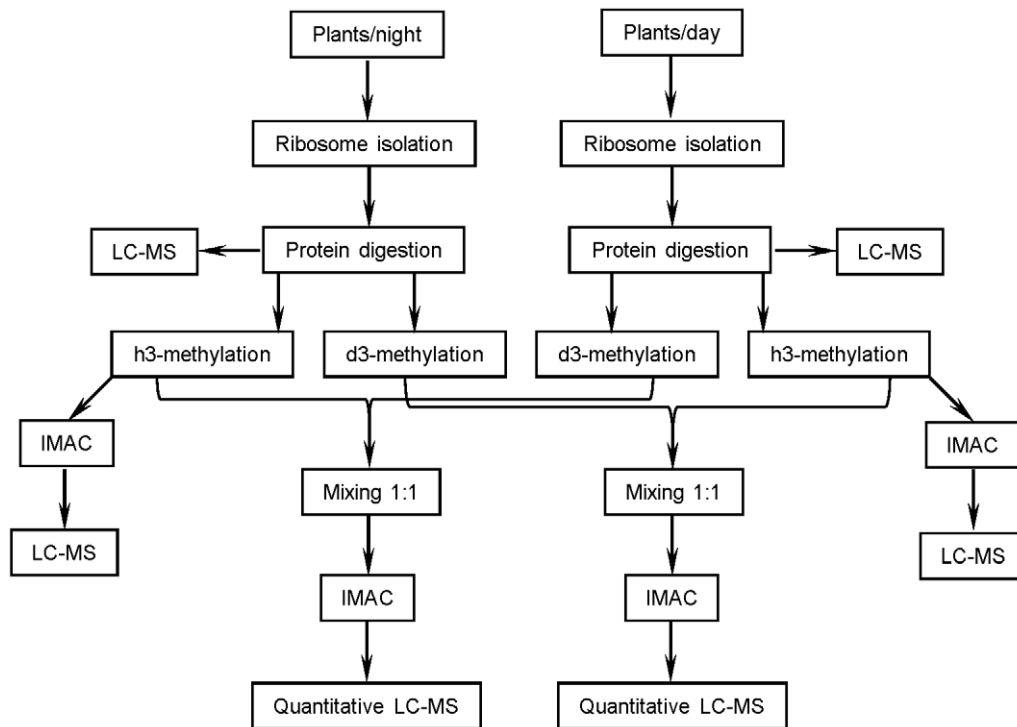 Plants/night
Plants/day
Ribosome isolation
Ribosome isolation
LC-MS
Protein digestion
Protein digestion
LC-MS
h3-methylation
d3-methylation
d3-methylation
h3-methylation
IMAC
IMAC
Mixing 1:1
Mixing 1:1
LC-MS
LC-MS
IMAC
IMAC
Quantitative LC-MS
Quantitative LC-MS